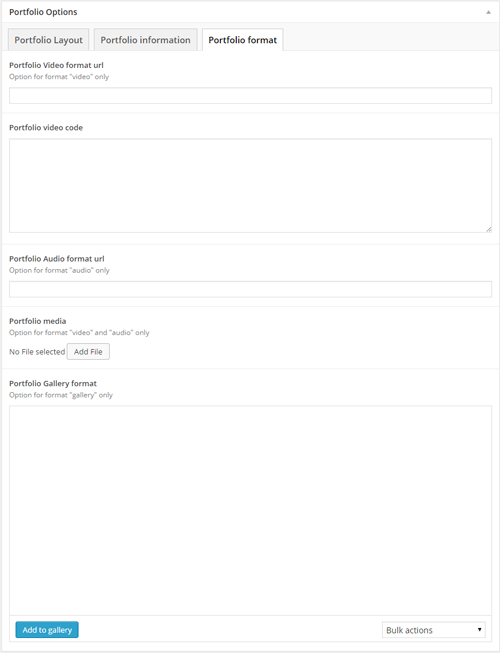 Portfolio Options
Portfolio Layout Portfolio information Portfolio format
Portfolio Video format url
Option for format "video" only
Portfolio video code
Portfolio Audio format url
Option for format "audio" only
Portfolio media
Option for format "video" and "audio" only
No File selected Add File
Portfolio Gallery format
Option for format "gallery" only
Add to gallery Bulk actions